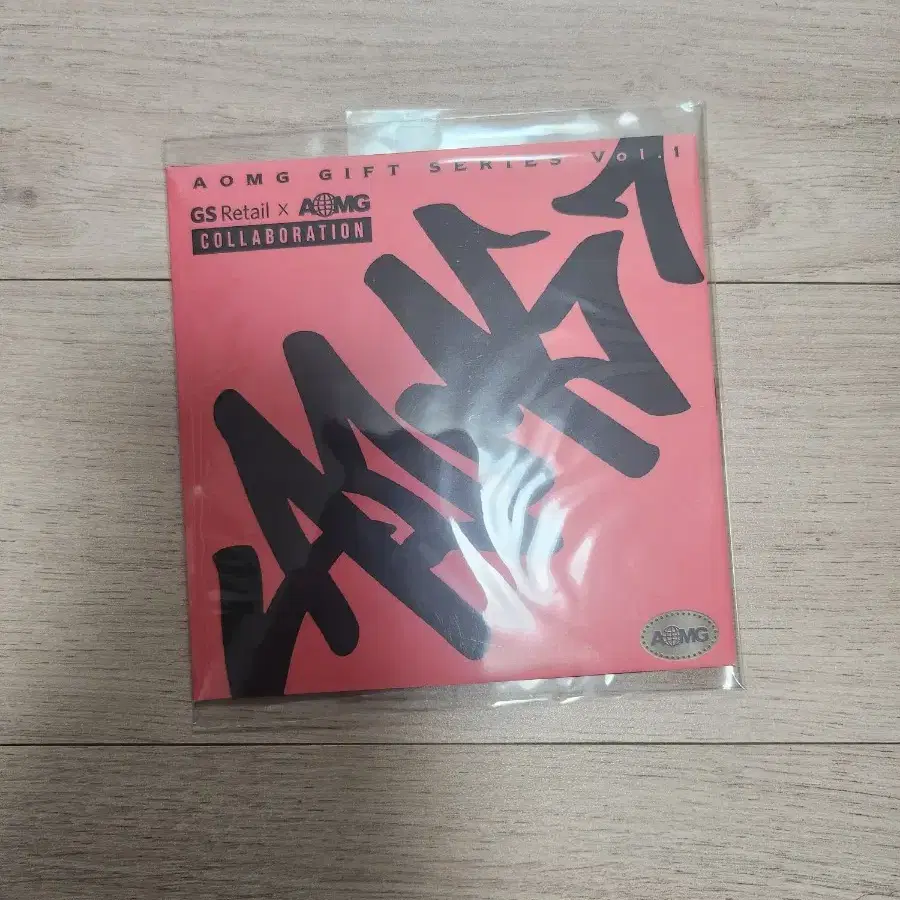 AOMG GIFT SERIES Vol.1
GS Retail x AOMG
COLLABORATION
AOMG